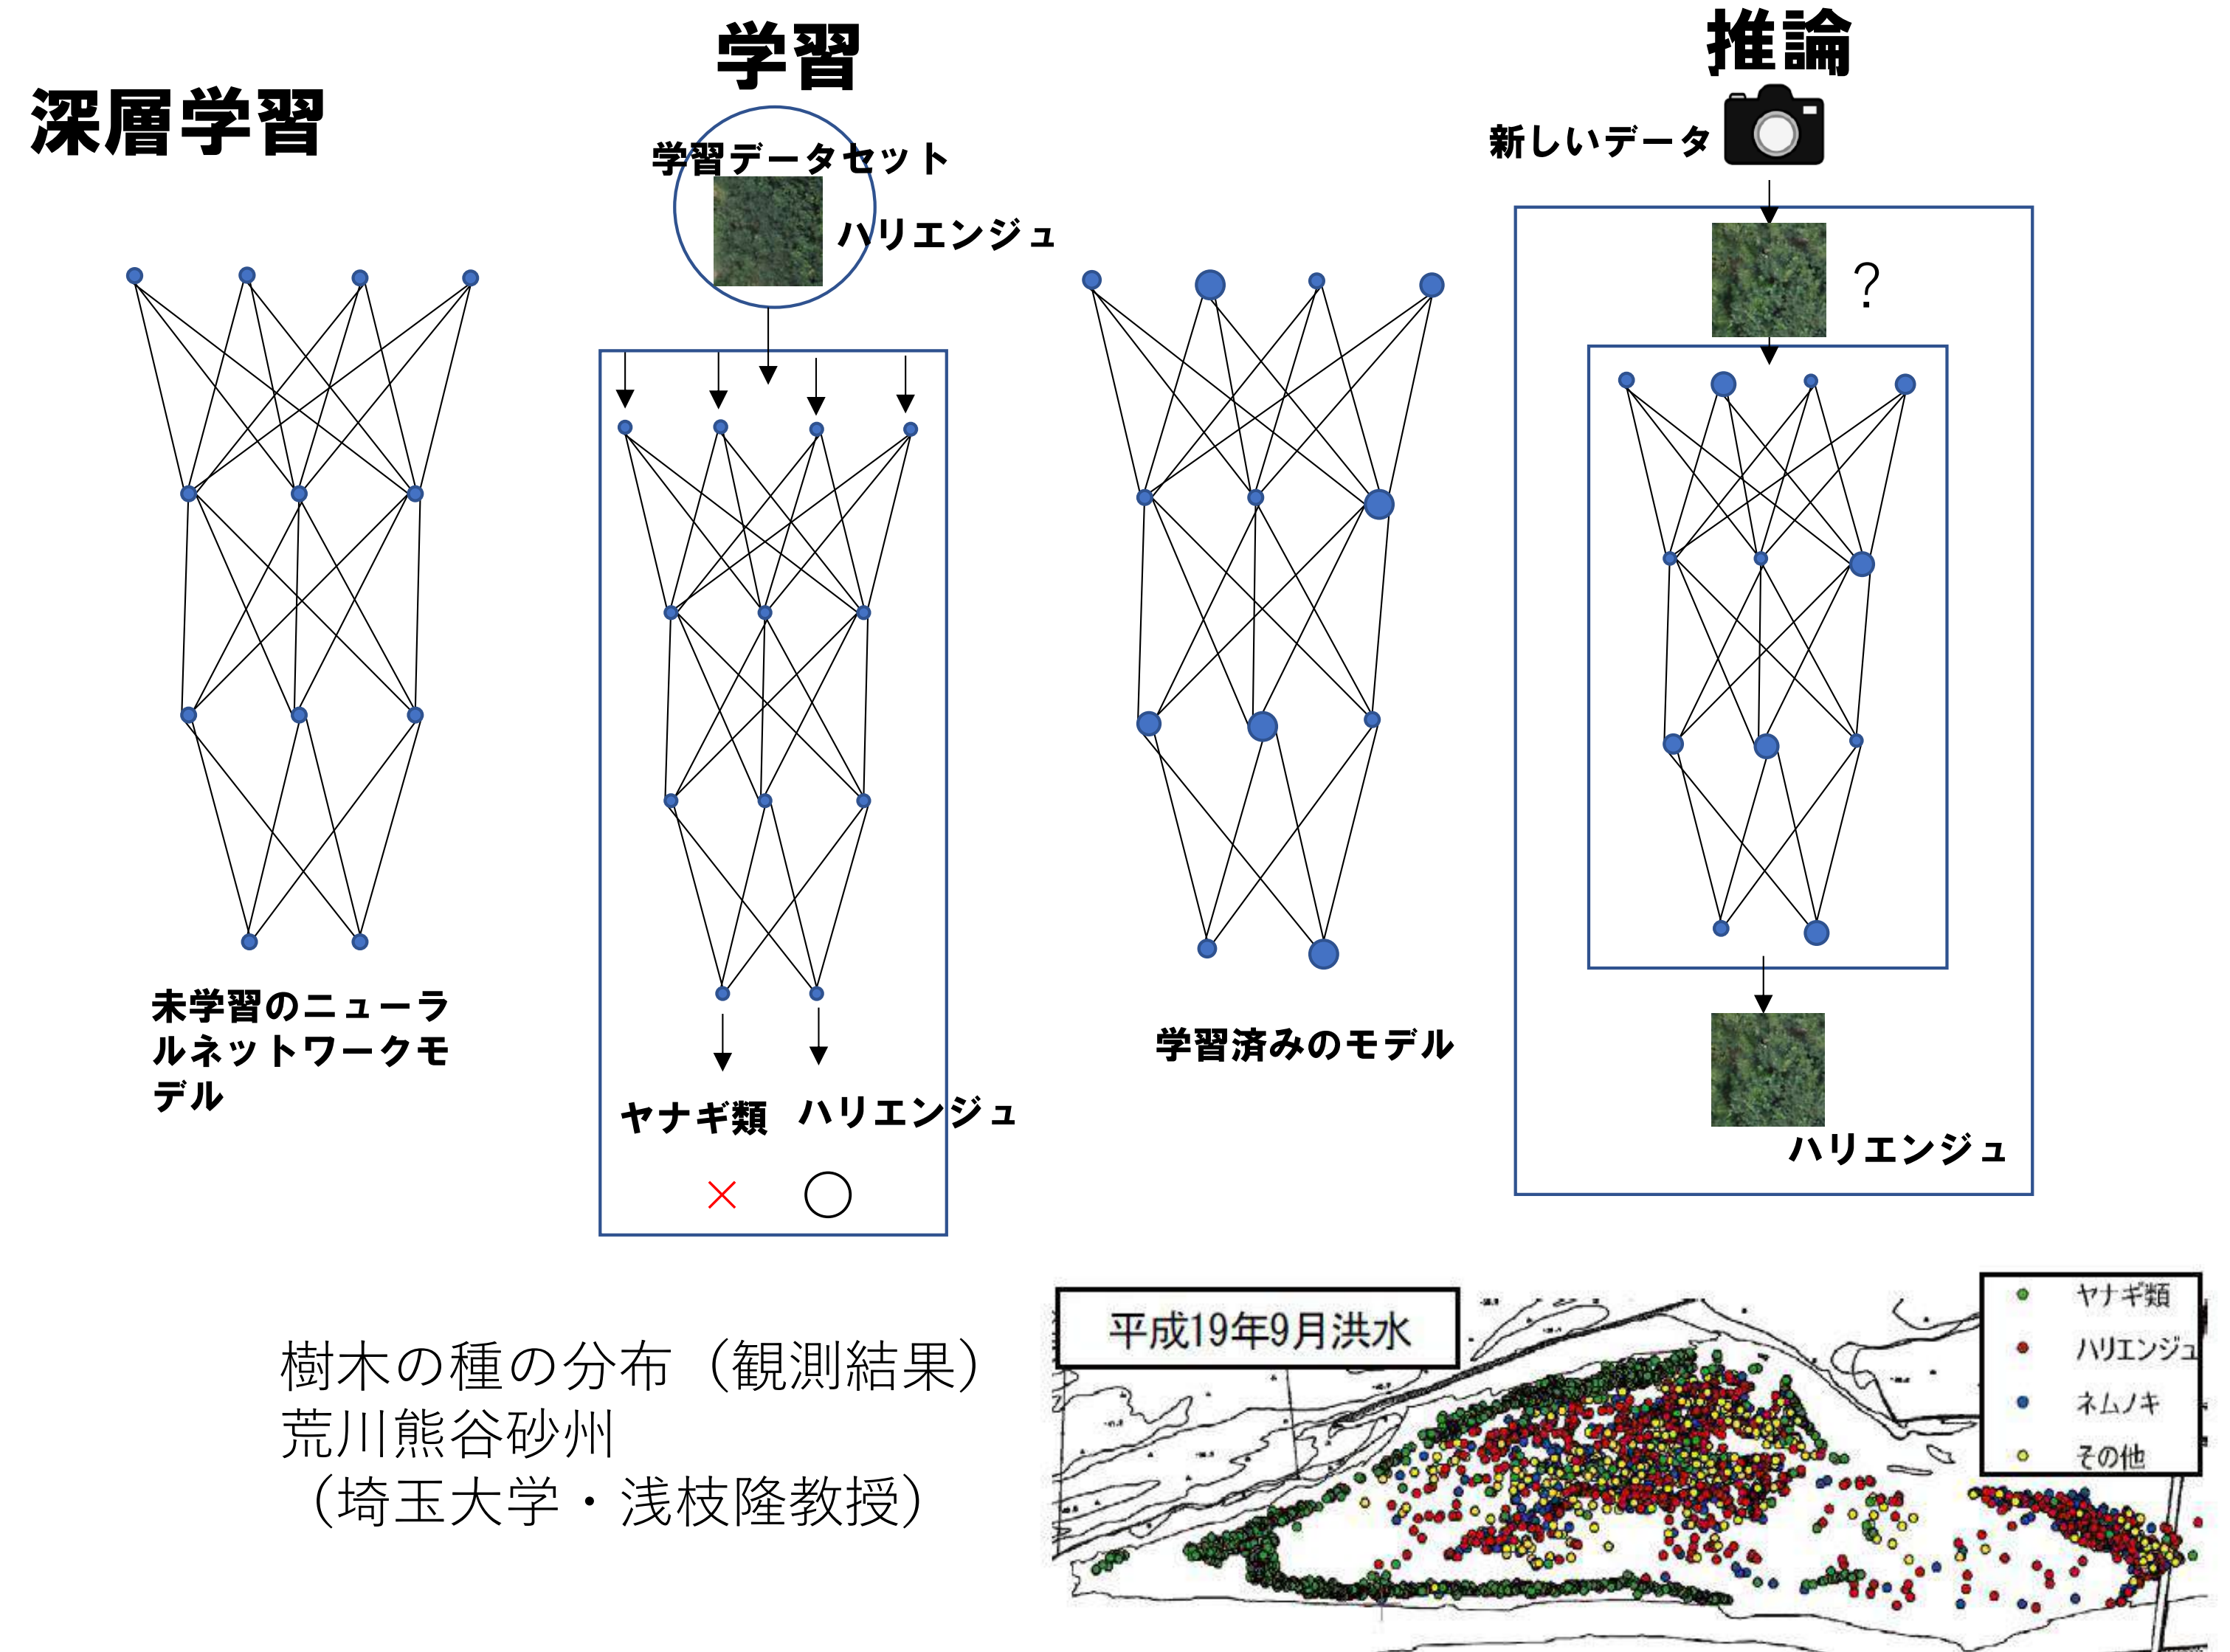 深層学習
学習
学習データセット
ハリエンジュ
推論
新しいデータ
?
未学習のニューラ
ルネットワークモ
デル
ヤナギ類
ハリエンジュ
学習済みのモデル
ハリエンジュ
樹木の種の分布（観測結果）
荒川熊谷砂州
（埼玉大学・浅枝隆教授）
平成19年9月洪水
ヤナギ類
ハリエンジュ
ネムノキ
その他